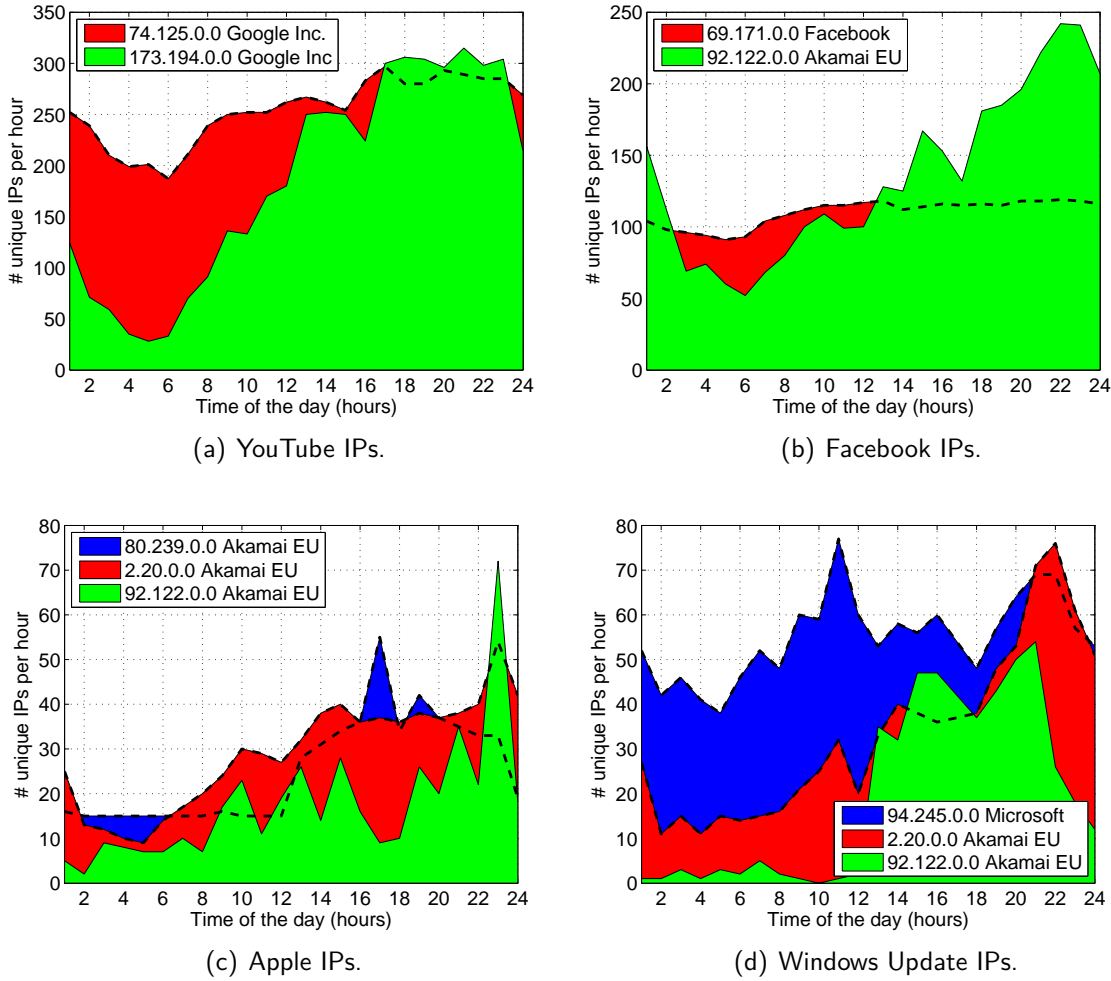 350
300
250
200
150
100
50
0
# unique IPs per hour
74.125.0.0 Google Inc.
173.194.0.0 Google Inc
2 4 6 8 10 12 14 16 18 20 22 24
Time of the day (hours)
(a) YouTube IPs.
250
200
150
100
50
0
# unique IPs per hour
69.171.0.0 Facebook
92.122.0.0 Akamai EU
2 4 6 8 10 12 14 16 18 20 22 24
Time of the day (hours)
(b) Facebook IPs.
80
70
60
50
40
30
20
10
0
# unique IPs per hour
80.239.0.0 Akamai EU
2.20.0.0 Akamai EU
92.122.0.0 Akamai EU
2 4 6 8 10 12 14 16 18 20 22 24
Time of the day (hours)
(c) Apple IPs.
80
70
60
50
40
30
20
10
0
# unique IPs per hour
94.245.0.0 Microsoft
2.20.0.0 Akamai EU
92.122.0.0 Akamai EU
2 4 6 8 10 12 14 16 18 20 22 24
Time of the day (hours)
(d) Windows Update IPs.